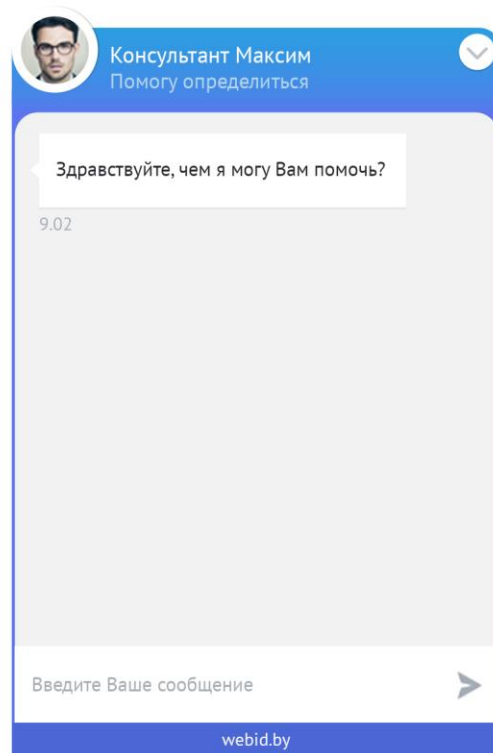 Консультант Максим
Помогу определиться
Здравствуйте, чем я могу Вам помочь?
9.02
Введите Ваше сообщение
webid.by